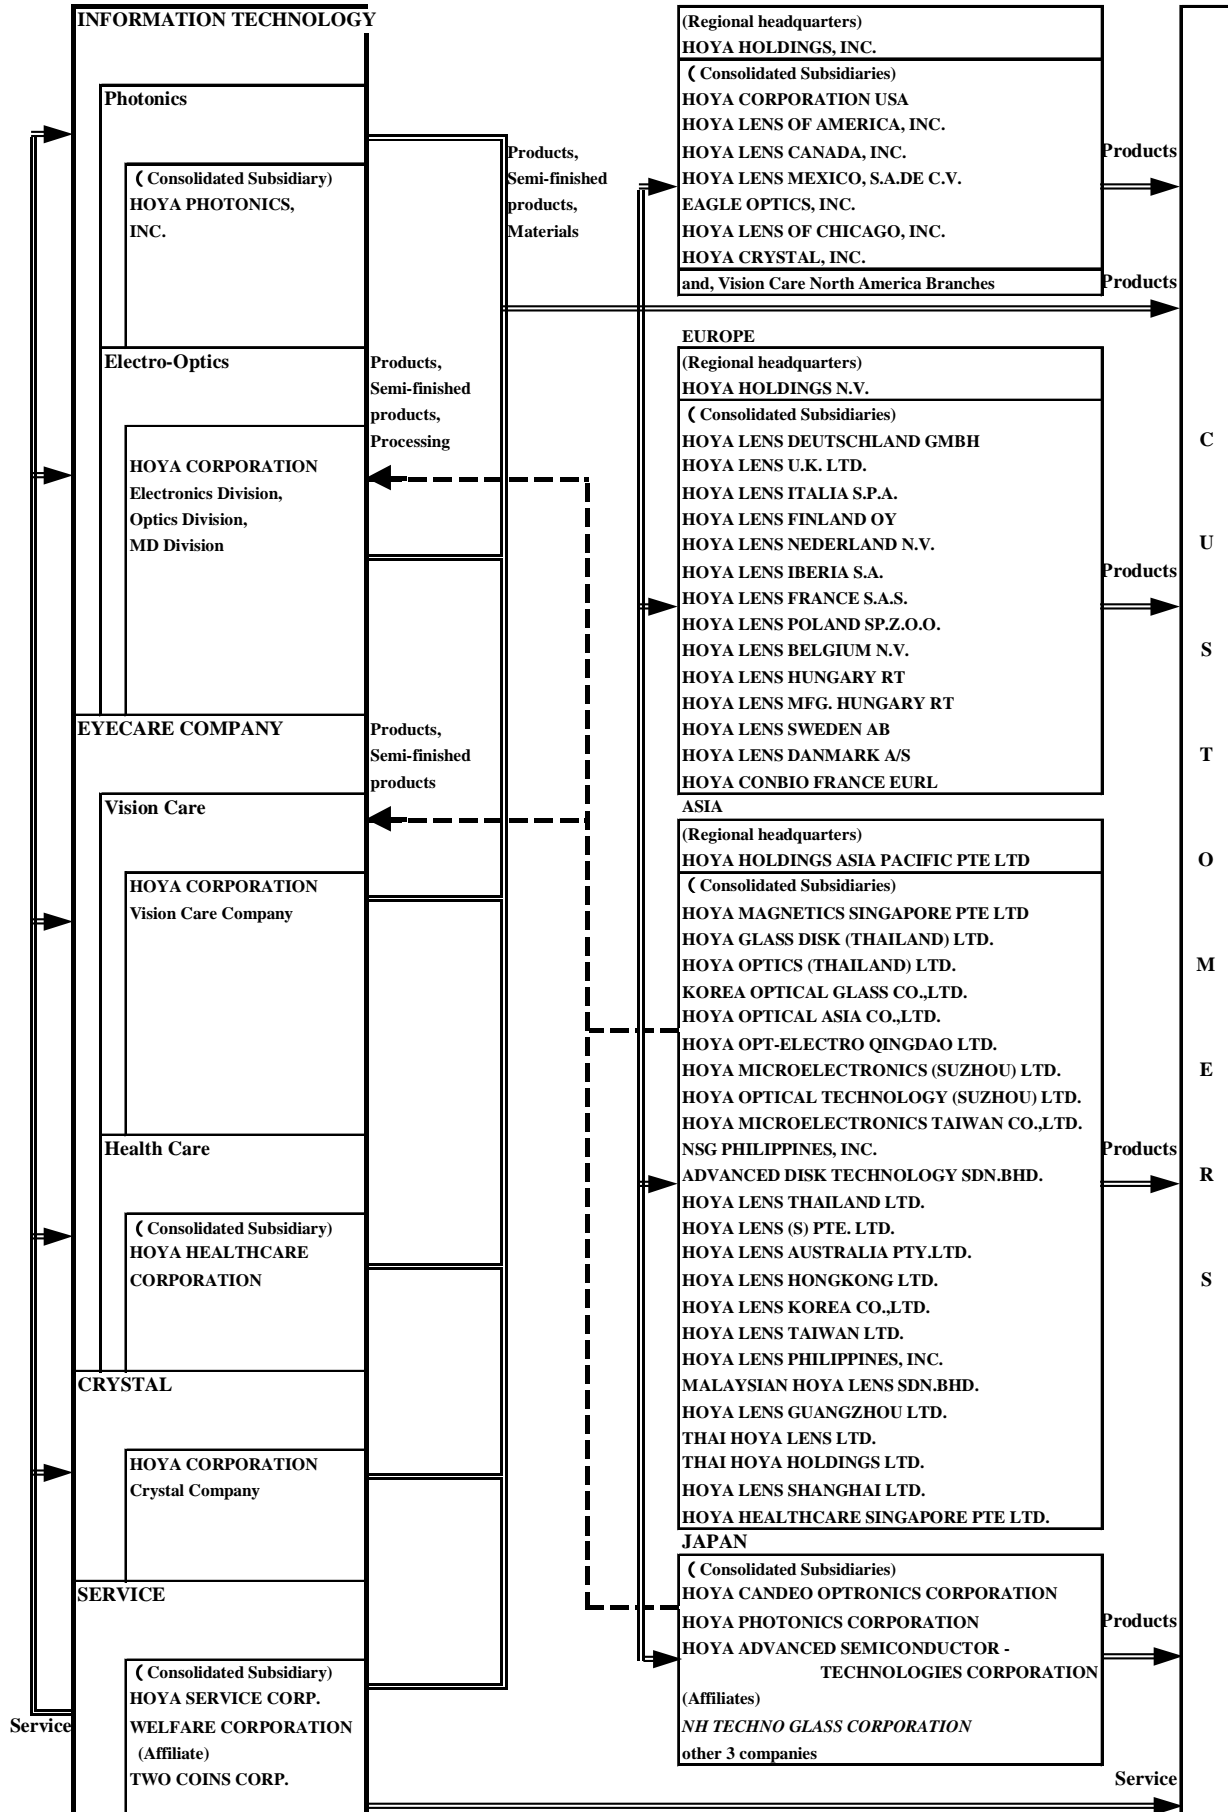 INFORMATION TECHNOLOGY
Photonics
( Consolidated Subsidiary)
HOYA PHOTONICS,
INC.
Electro-Optics
HOYA CORPORATION
Electronics Division,
Optics Division,
MD Division
EYECARE COMPANY
Vision Care
HOYA CORPORATION
Vision Care Company
Health Care
( Consolidated Subsidiary)
HOYA HEALTHCARE
CORPORATION
CRYSTAL
HOYA CORPORATION
Crystal Company
SERVICE
( Consolidated Subsidiary)
HOYA SERVICE CORP.
WELFARE CORPORATION
(Affiliate)
TWO COINS CORP.
Service
Products,
Semi-finished
products,
Materials
Products,
Semi-finished
products,
Processing
Products,
Semi-finished
products
(Regional headquarters)
HOYA HOLDINGS, INC.
( Consolidated Subsidiaries)
HOYA CORPORATION USA
HOYA LENS OF AMERICA, INC.
HOYA LENS CANADA, INC.
HOYA LENS MEXICO, S.A.DE C.V.
EAGLE OPTICS, INC.
HOYA LENS OF CHICAGO, INC.
HOYA CRYSTAL, INC.
and, Vision Care North America Branches
EUROPE
(Regional headquarters)
HOYA HOLDINGS N.V.
( Consolidated Subsidiaries)
HOYA LENS DEUTSCHLAND GMBH
HOYA LENS U.K. LTD.
HOYA LENS ITALIA S.P.A.
HOYA LENS FINLAND OY
HOYA LENS NEDERLAND N.V.
HOYA LENS IBERIA S.A.
HOYA LENS FRANCE S.A.S.
HOYA LENS POLAND SP.Z.O.O.
HOYA LENS BELGIUM N.V.
HOYA LENS HUNGARY RT
HOYA LENS MFG. HUNGARY RT
HOYA LENS SWEDEN AB
HOYA LENS DANMARK A/S
HOYA CONBIO FRANCE EURL
ASIA
(Regional headquarters)
HOYA HOLDINGS ASIA PACIFIC PTE LTD
( Consolidated Subsidiaries)
HOYA MAGNETICS SINGAPORE PTE LTD
HOYA GLASS DISK (THAILAND) LTD.
HOYA OPTICS (THAILAND) LTD.
KOREA OPTICAL GLASS CO.,LTD.
HOYA OPTICAL ASIA CO.,LTD.
HOYA OPT-ELECTRO QINGDAO LTD.
HOYA MICROELECTRONICS (SUZHOU) LTD.
HOYA OPTICAL TECHNOLOGY (SUZHOU) LTD.
HOYA MICROELECTRONICS TAIWAN CO.,LTD.
NSG PHILIPPINES, INC.
ADVANCED DISK TECHNOLOGY SDN.BHD.
HOYA LENS THAILAND LTD.
HOYA LENS (S) PTE. LTD.
HOYA LENS AUSTRALIA PTY.LTD.
HOYA LENS HONGKONG LTD.
HOYA LENS KOREA CO.,LTD.
HOYA LENS TAIWAN LTD.
HOYA LENS PHILIPPINES, INC.
MALAYSIAN HOYA LENS SDN.BHD.
HOYA LENS GUANGZHOU LTD.
THAI HOYA LENS LTD.
THAI HOYA HOLDINGS LTD.
HOYA LENS SHANGHAI LTD.
HOYA HEALTHCARE SINGAPORE PTE LTD.
JAPAN
( Consolidated Subsidiaries)
HOYA CANDEO OPTRONICS CORPORATION
HOYA PHOTONICS CORPORATION
HOYA ADVANCED SEMICONDUCTOR -
TECHNOLOGIES CORPORATION
(Affiliates)
NH TECHNO GLASS CORPORATION
other 3 companies
Products
Products
Products
Products
Products
Service
C
U
S
T
O
M
E
R
S